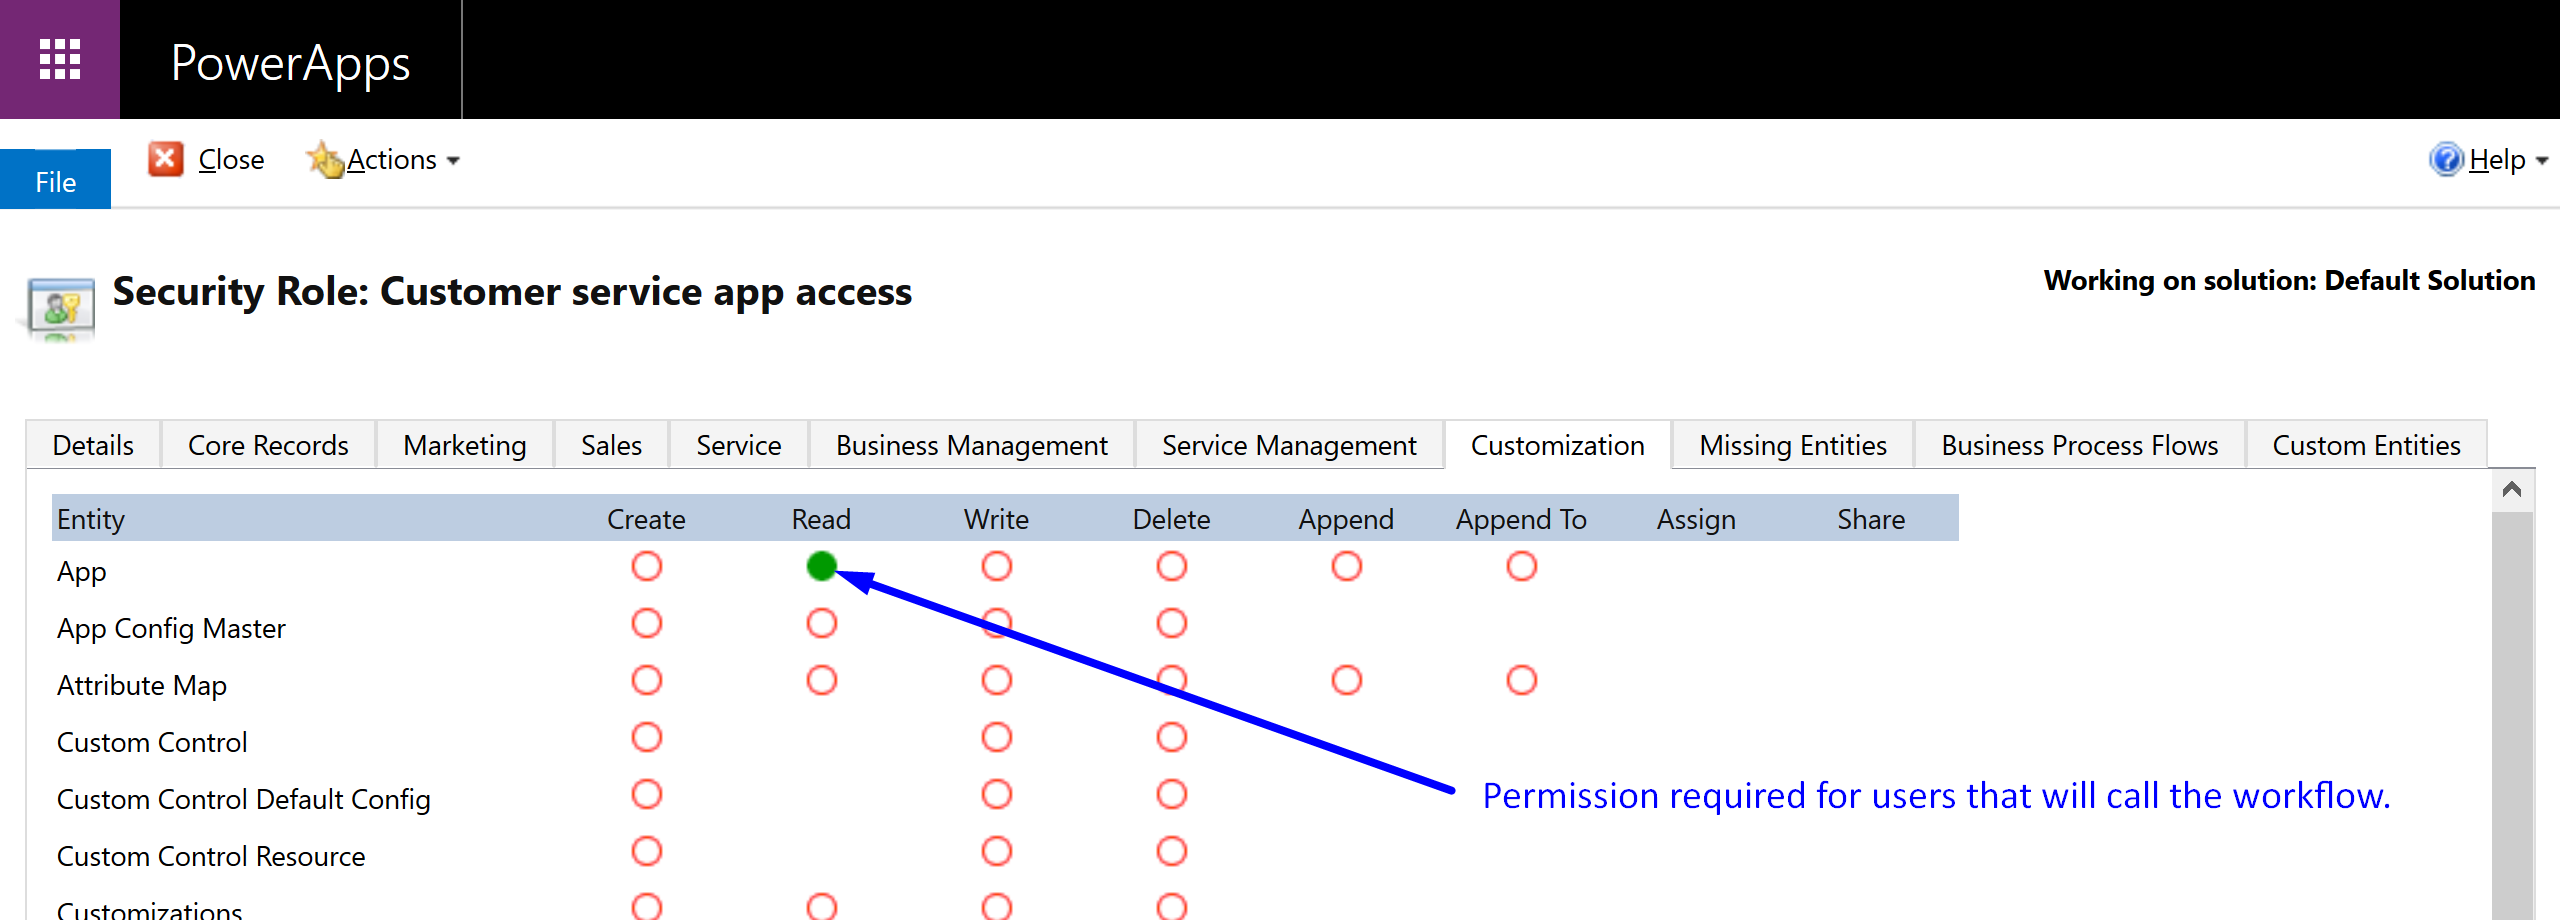 PowerApps
File
Close
Actions
Help
Security Role: Customer service app access
Working on solution: Default Solution
Details Core Records Marketing Sales Service Business Management Service Management Customization Missing Entities Business Process Flows Custom Entities
Entity Create Read Write Delete Append Append To Assign Share
App
App Config Master
Attribute Map
Custom Control
Permission required for users that will call the workflow.
Custom Control Default Config
Custom Control Resource
Customizations